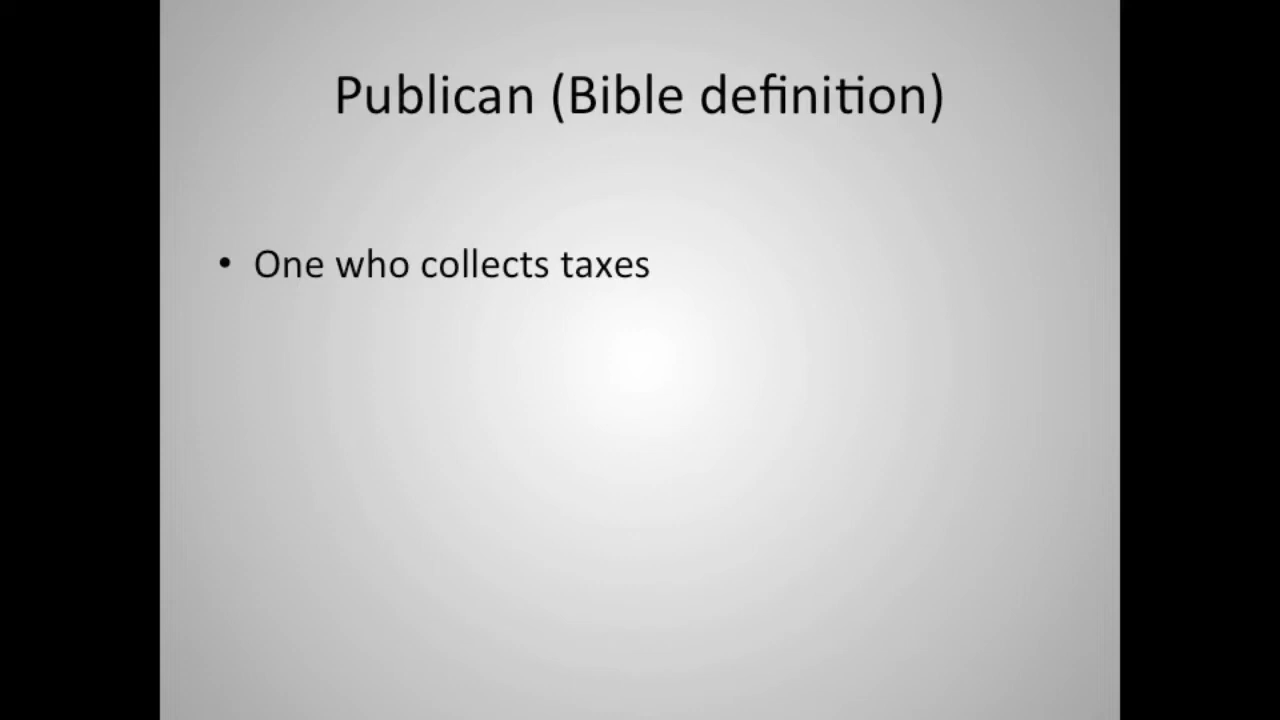 Publican (Bible definition)
• One who collects taxes